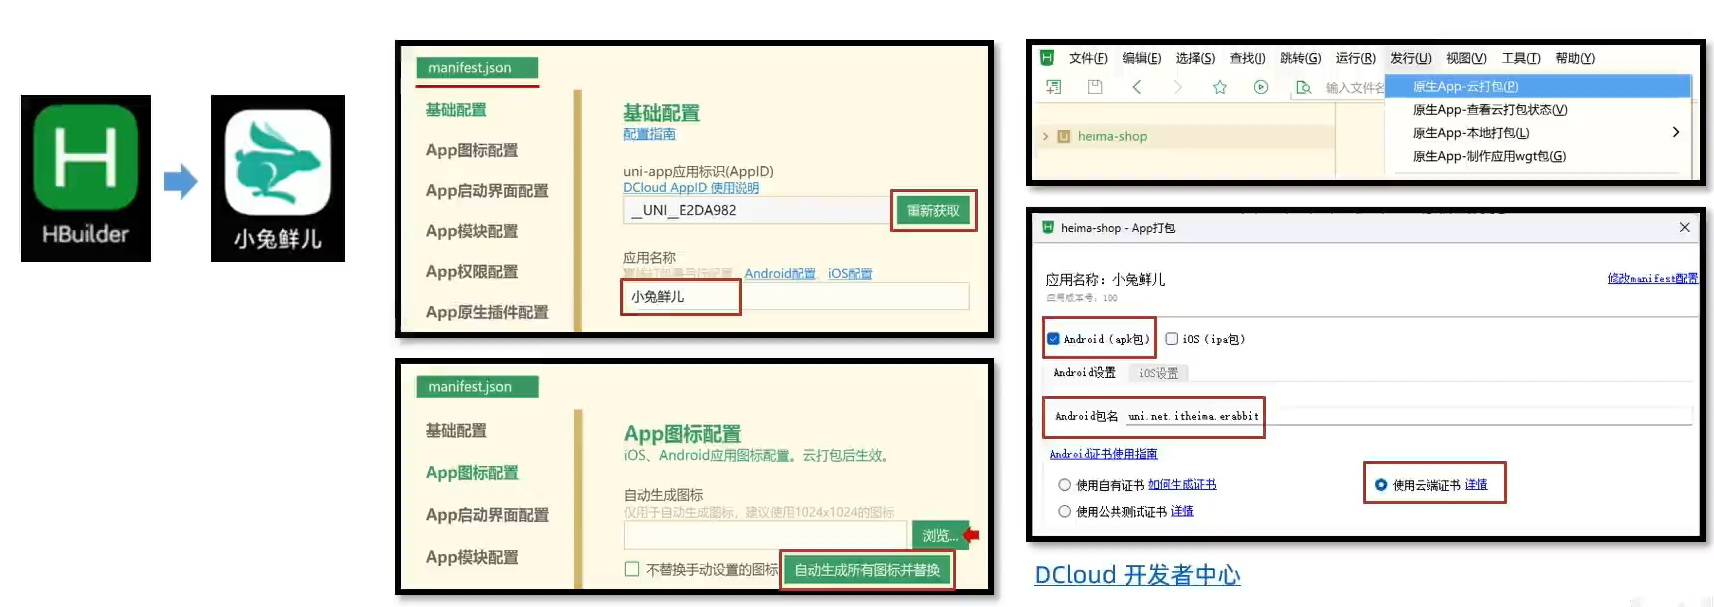 HBuilder
小兔鲜儿
manifest.json
基础配置
App图标配置
App启动界面配置
App模块配置
App权限配置
App原生插件配置
基础配置
配置指南
uni-app应用标识(AppID)
DCloud AppID 使用说明
__UNI__E2DA982
重新获取
应用名称
Android配置、iOS配置
小兔鲜儿
manifest.json
基础配置
App图标配置
App启动界面配置
App模块配置
App图标配置
iOS、Android应用图标配置。云打包后生效。
自动生成图标
仅用于自动生成图标，建议使用1024x1024的图标
浏览...
不替换手动设置的图标
自动生成所有图标并替换
文件(F) 编辑(E) 选择(S) 查找(I) 跳转(G) 运行(R) 发行(U) 视图(V) 工具(T) 帮助(Y)
输入文件名
heima-shop
原生App-云打包(P)
原生App-查看云打包状态(V)
原生App-本地打包(L)
原生App-制作应用wgt包(G)
heima-shop - App打包
应用名称：小兔鲜儿
修改manifest配置
应用版本号：100
Android（apk包） iOS（ipa包）
Android设置 iOS设置
Android包名 uni.net.itheima.erabbit
Android证书使用指南
使用自有证书 如何生成证书
使用云端证书 详情
使用公共测试证书 详情
DCloud 开发者中心